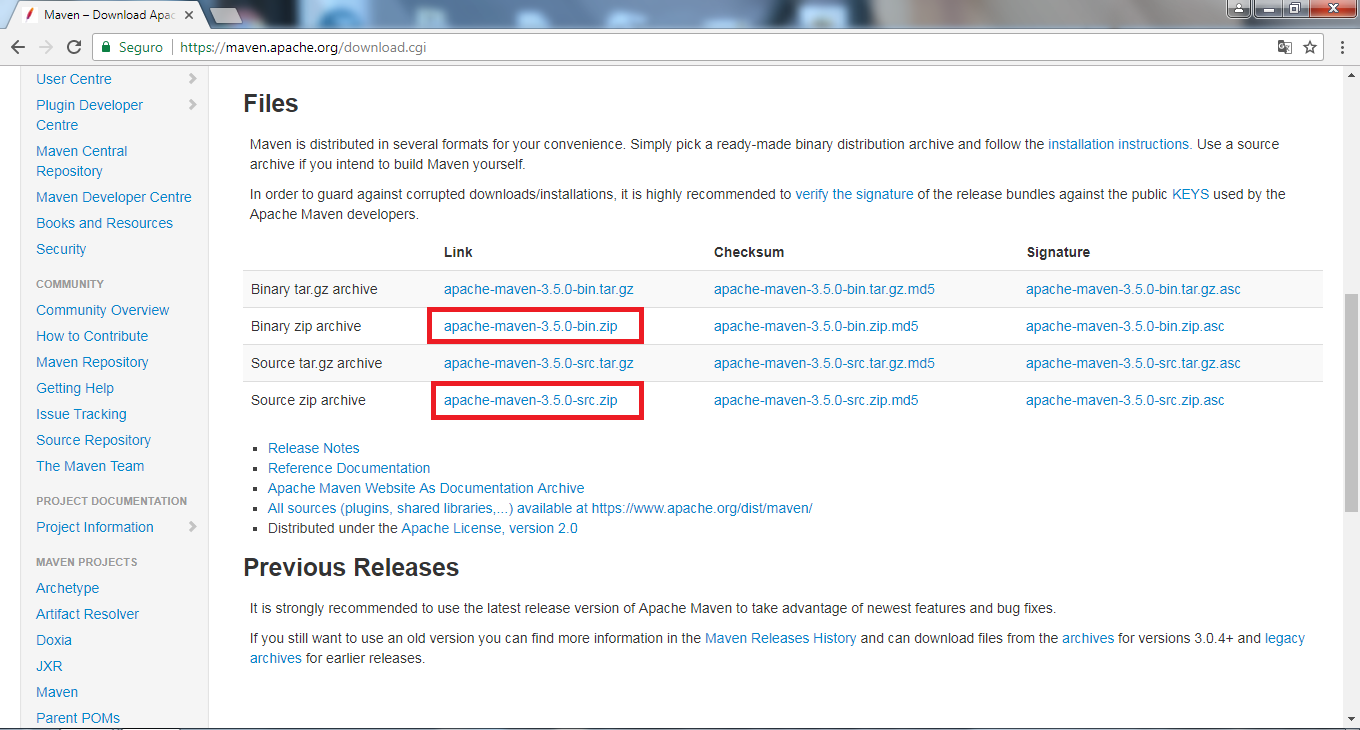 Maven – Download Apac
Seguro
https://maven.apache.org/download.cgi
User Centre
Plugin Developer
Centre
Maven Central
Repository
Maven Developer Centre
Books and Resources
Security
COMMUNITY
Community Overview
How to Contribute
Maven Repository
Getting Help
Issue Tracking
Source Repository
The Maven Team
PROJECT DOCUMENTATION
Project Information
MAVEN PROJECTS
Archetype
Artifact Resolver
Doxia
JXR
Maven
Parent POMs
Files
Maven is distributed in several formats for your convenience. Simply pick a ready-made binary distribution archive and follow the installation instructions. Use a source
archive if you intend to build Maven yourself.
In order to guard against corrupted downloads/installations, it is highly recommended to verify the signature of the release bundles against the public KEYS used by the
Apache Maven developers.
Link Checksum Signature
Binary tar.gz archive apache-maven-3.5.0-bin.tar.gz apache-maven-3.5.0-bin.tar.gz.md5 apache-maven-3.5.0-bin.tar.gz.asc
Binary zip archive apache-maven-3.5.0-bin.zip apache-maven-3.5.0-bin.zip.md5 apache-maven-3.5.0-bin.zip.asc
Source tar.gz archive apache-maven-3.5.0-src.tar.gz apache-maven-3.5.0-src.tar.gz.md5 apache-maven-3.5.0-src.tar.gz.asc
Source zip archive apache-maven-3.5.0-src.zip apache-maven-3.5.0-src.zip.md5 apache-maven-3.5.0-src.zip.asc
Release Notes
Reference Documentation
Apache Maven Website As Documentation Archive
All sources (plugins, shared libraries,...) available at https://www.apache.org/dist/maven/
Distributed under the Apache License, version 2.0
Previous Releases
It is strongly recommended to use the latest release version of Apache Maven to take advantage of newest features and bug fixes.
If you still want to use an old version you can find more information in the Maven Releases History and can download files from the archives for versions 3.0.4+ and legacy
archives for earlier releases.